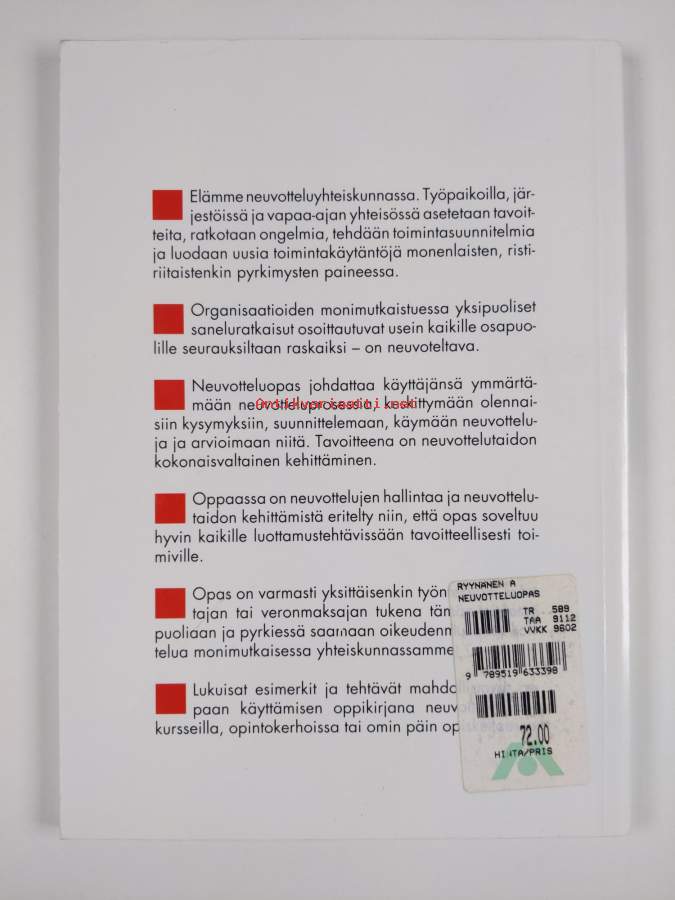 Elämme neuvotteluyhteiskunnassa. Työpaikoilla, jär-
jestöissä ja vapaa-ajan yhteisössä asetetaan tavoit-
teita, ratkotaan ongelmia, tehdään toimintasuunnitelmia
ja luodaan uusia toimintakäytäntöjä monenlaisten, risti-
riitaistenkin pyrkimysten paineessa.
Organisaatioiden monimutkaistuessa yksipuoliset
saneluratkaisut osoittautuvat usein kaikille osapuo-
lille seurauksiltaan raskaiksi – on neuvoteltava.
Neuvotteluopas johdattaa käyttäjänsä ymmärtä-
mään neuvotteluprosessia, keskittymään olennai-
siin kysymyksiin, suunnittelemaan, käymään neuvottelu-
ja ja arvioimaan niitä. Tavoitteena on neuvottelutaidon
kokonaisvaltainen kehittäminen.
Oppaassa on neuvottelujen hallintaa ja neuvottelu-
taidon kehittämistä eritelty niin, että opas soveltuu
hyvin kaikille luottamustehtävissään tavoitteellisesti toi-
miville.
Opas on varmasti yksittäisenkin työn
tajan tai veronmaksajan tukena tän
puoliaan ja pyrkiessä saamaan oikeudenm
telua monimutkaisessa yhteiskunnassamme
Lukuisat esimerkit ja tehtävät mahdo
paan käyttämisen oppikirjana neuvo
kursseilla, opintokerhoissa tai omin päin op
RYYNÄNEN A
NEUVOTTELUOPAS
TR 589
TAA 9112
VVKK 9602
9 789519 633398
72.00
HINTA/PRIS